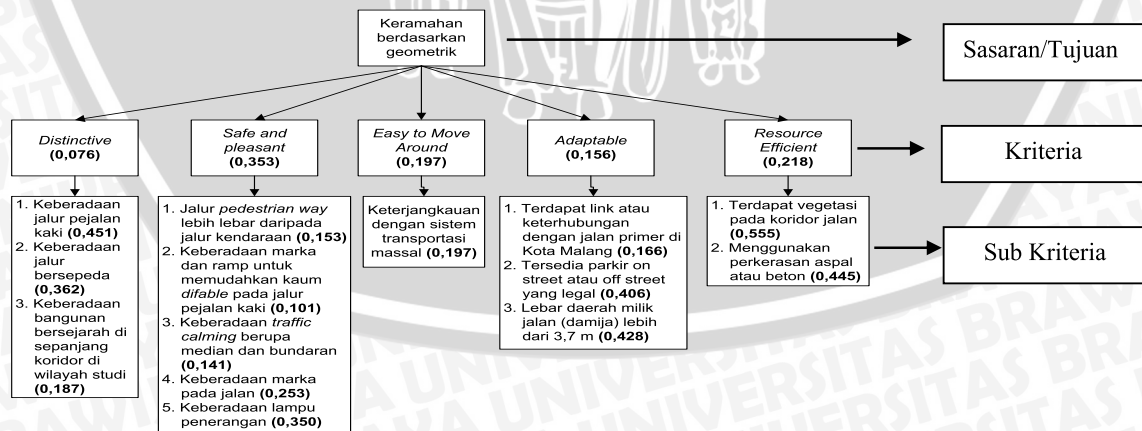 Keramahan
berdasarkan
geometrik
Sasaran/Tujuan
Distinctive
(0,076)
Safe and
pleasant
(0,353)
Easy to Move
Around
(0,197)
Adaptable
(0,156)
Resource
Efficient
(0,218)
Kriteria
1. Keberadaan
jalur pejalan
kaki (0,451)
2. Keberadaan
jalur
bersepeda
(0,362)
3. Keberadaan
bangunan
bersejarah di
sepanjang
koridor di
wilayah studi
(0,187)
1. Jalur pedestrian way
lebih lebar daripada
jalur kendaraan (0,153)
2. Keberadaan marka
dan ramp untuk
memudahkan kaum
difable pada jalur
pejalan kaki (0,101)
3. Keberadaan traffic
calming berupa
median dan bundaran
(0,141)
4. Keberadaan marka
pada jalan (0,253)
5. Keberadaan lampu
penerangan (0,350)
Keterjangkauan
dengan sistem
transportasi
massal (0,197)
1. Terdapat link atau
keterhubungan
dengan jalan primer di
Kota Malang (0,166)
2. Tersedia parkir on
street atau off street
yang legal (0,406)
3. Lebar daerah milik
jalan (damija) lebih
dari 3,7 m (0,428)
1. Terdapat vegetasi
pada koridor jalan
(0,555)
2. Menggunakan
perkerasan aspal
atau beton (0,445)
Sub Kriteria